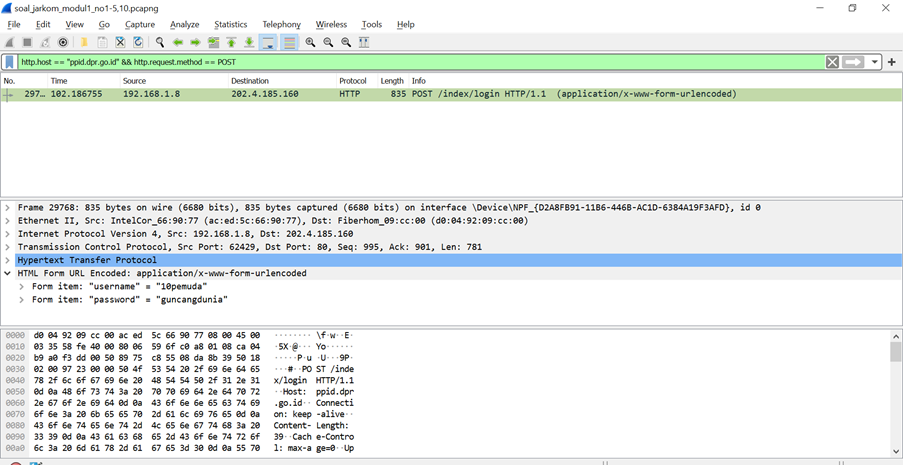 soal_jarkom_modul1_no1-5,10.pcapng
File Edit View Go Capture Analyze Statistics Telephony Wireless Tools Help
http.host == "ppid.dpr.go.id" && http.request.method == POST
No. Time Source Destination Protocol Length Info
297… 102.186755 192.168.1.8 202.4.185.160 HTTP 835 POST /index/login HTTP/1.1 (application/x-www-form-urlencoded)
Frame 29768: 835 bytes on wire (6680 bits), 835 bytes captured (6680 bits) on interface \Device\NPF_{D2A8FB91-11B6-446B-AC1D-6384A19F3AFD}, id 0
Ethernet II, Src: IntelCor_66:90:77 (ac:ed:5c:66:90:77), Dst: Fiberhom_09:cc:00 (d0:04:92:09:cc:00)
Internet Protocol Version 4, Src: 192.168.1.8, Dst: 202.4.185.160
Transmission Control Protocol, Src Port: 62429, Dst Port: 80, Seq: 995, Ack: 901, Len: 781
Hypertext Transfer Protocol
HTML Form URL Encoded: application/x-www-form-urlencoded
Form item: "username" = "10pemuda"
Form item: "password" = "guncangdunia"
0000 d0 04 92 09 cc 00 ac ed 5c 66 90 77 08 00 45 00 ········ \f·w··E·
0010 03 35 58 fe 40 00 80 06 59 6f c0 a8 01 08 ca 04 ·5X·@··· Yo······
0020 b9 a0 f3 dd 00 50 89 75 c8 55 08 da 8b 39 50 18 ·····P·u ·U···9P·
0030 02 00 97 23 00 00 50 4f 53 54 20 2f 69 6e 64 65 ···#··PO ST /inde
0040 78 2f 6c 6f 67 69 6e 20 48 54 54 50 2f 31 2e 31 x/login HTTP/1.1
0050 0d 0a 48 6f 73 74 3a 20 70 70 69 64 2e 64 70 72 ··Host: ppid.dpr
0060 2e 67 6f 2e 69 64 0d 0a 43 6f 6e 6e 65 63 74 69 .go.id·· Connecti
0070 6f 6e 3a 20 6b 65 65 70 2d 61 6c 69 76 65 0d 0a on: keep -alive··
0080 43 6f 6e 74 65 6e 74 2d 4c 65 6e 67 74 68 3a 20 Content- Length:
0090 33 39 0d 0a 43 61 63 68 65 2d 43 6f 6e 74 72 6f 39··Cach e-Contro
00a0 6c 3a 20 6d 61 78 2d 61 67 65 3d 30 0d 0a 55 70 l: max-a ge=0··Up